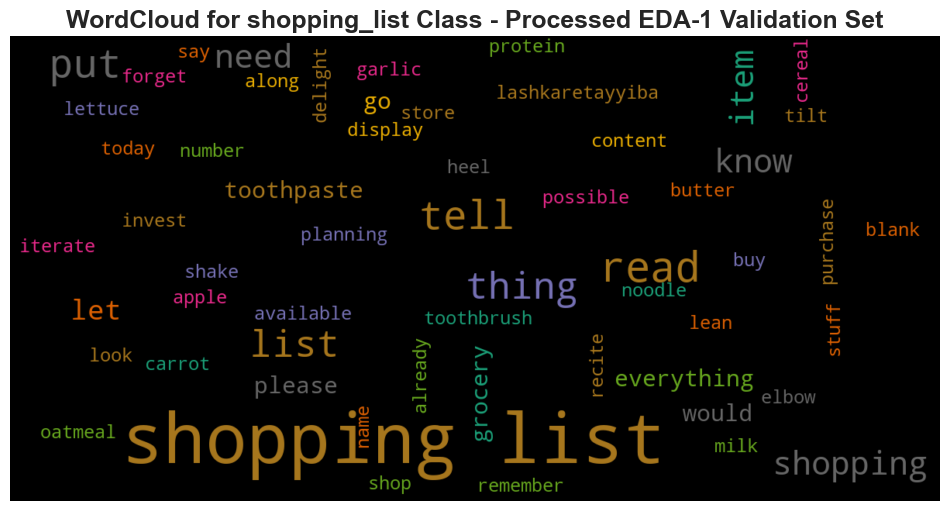 WordCloud for shopping_list Class - Processed EDA-1 Validation Set
put
say
need
delight
protein
item
cereal
forget
along
garlic
lettuce
go
store
lashkaretayyiba
tilt
display
content
today
number
heel
know
toothpaste
possible
butter
invest
tell
purchase
blank
iterate
planning
shake
thing
read
buy
apple
noodle
let
available
toothbrush
lean
stuff
look
list
carrot
already
grocery
recite
please
everything
elbow
name
would
oatmeal
shopping list
milk
shopping
shop
remember